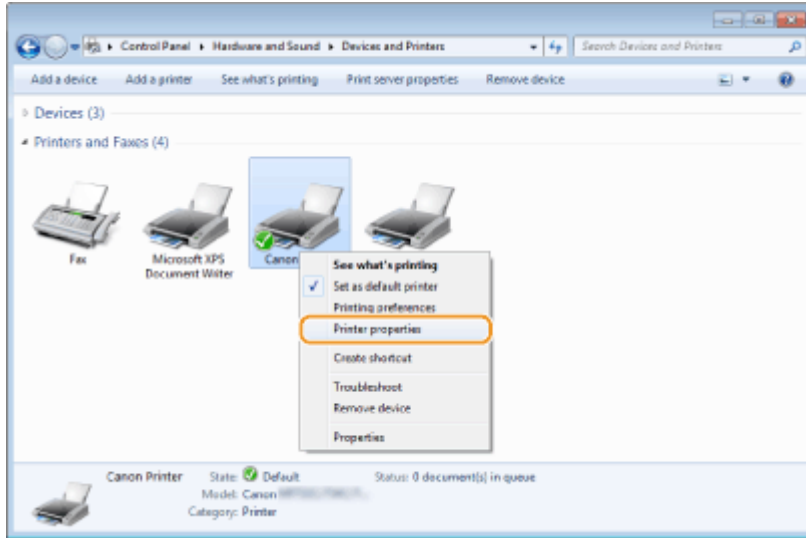 Control Panel ▸ Hardware and Sound ▸ Devices and Printers
Search Devices and Printers
Add a device Add a printer See what's printing Print server properties Remove device
Devices (3)
Printers and Faxes (4)
Fax
Microsoft XPS
Document Writer
Canon
See what's printing
Set as default printer
Printing preferences
Printer properties
Create shortcut
Troubleshoot
Remove device
Properties
Canon Printer State: Default Status: 0 document(s) in queue
Model: Canon
Category: Printer